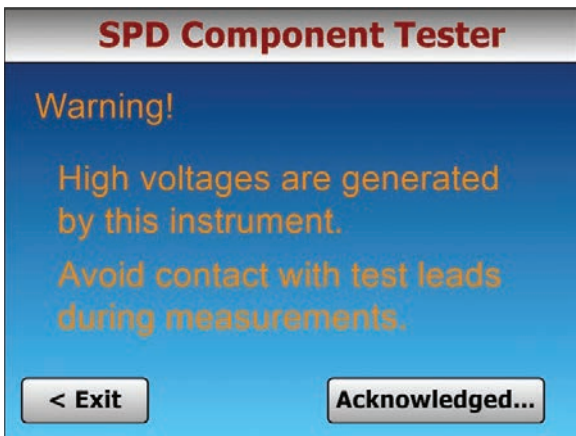 SPD Component Tester
Warning!
High voltages are generated
by this instrument.
Avoid contact with test leads
during measurements.
< Exit
Acknowledged...